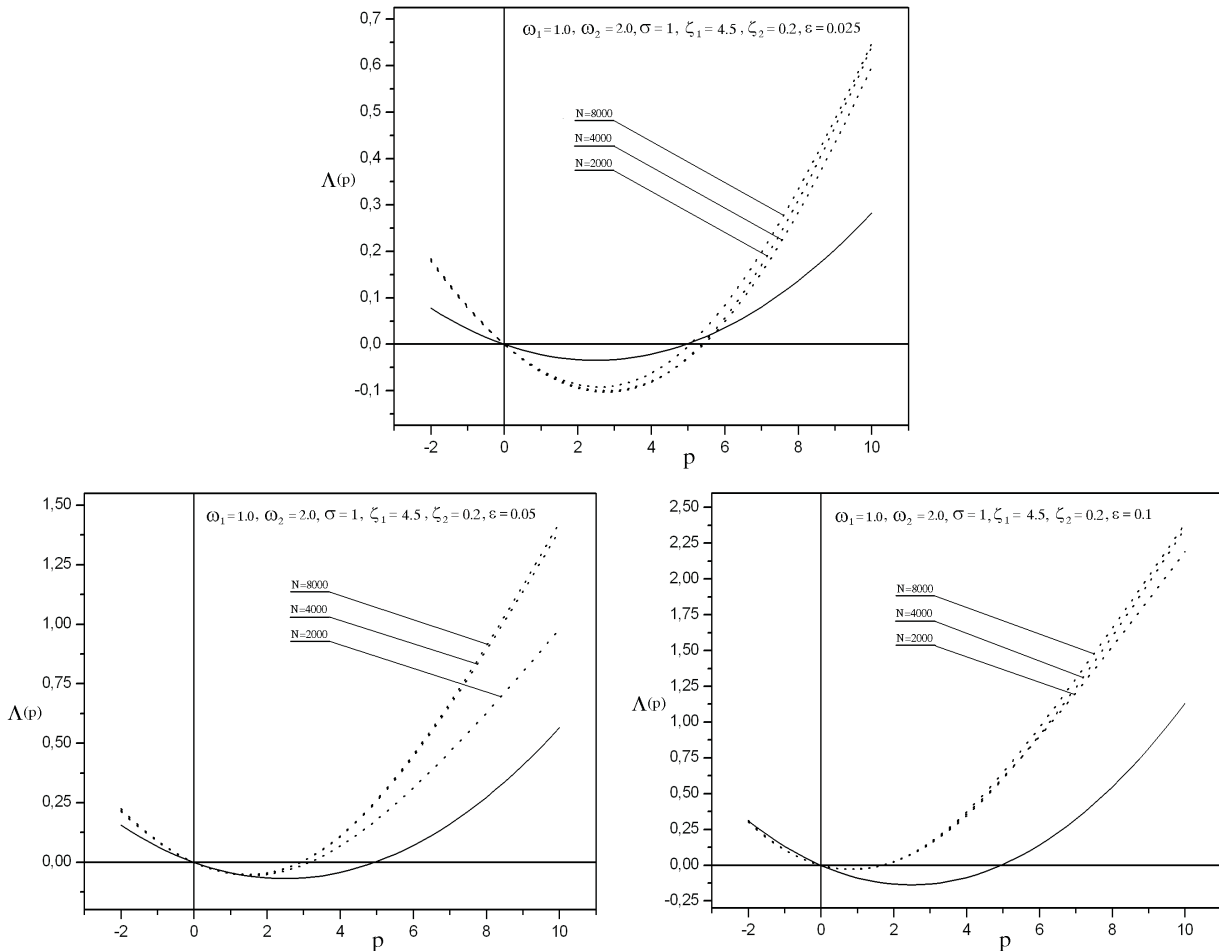 ω₁=1.0, ω₂=2.0, σ=1, ζ₁=4.5, ζ₂=0.2, ε=0.025
0,7
0,6
0,5
0,4
0,3
0,2
0,1
0,0
-0,1
N=8000
N=4000
N=2000
Λ(p)
-2 0 2 4 6 8 10
p
ω₁=1.0, ω₂=2.0, σ=1, ζ₁=4.5, ζ₂=0.2, ε=0.05
1,50
1,25
1,00
0,75
0,50
0,25
0,00
N=8000
N=4000
N=2000
Λ(p)
-2 0 2 4 6 8 10
p
ω₁=1.0, ω₂=2.0, σ=1, ζ₁=4.5, ζ₂=0.2, ε=0.1
2,50
2,25
2,00
1,75
1,50
1,25
1,00
0,75
0,50
0,25
0,00
-0,25
N=8000
N=4000
N=2000
Λ(p)
-2 0 2 4 6 8 10
p